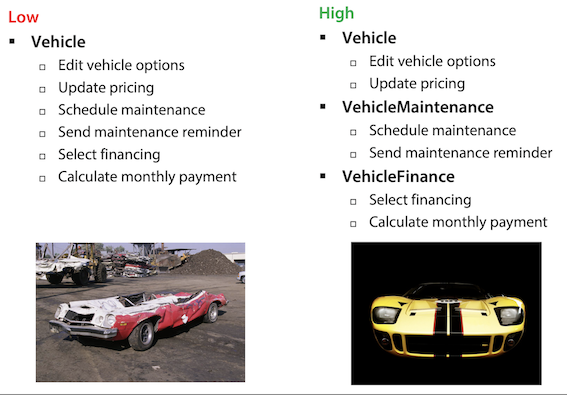 Low
Vehicle
Edit vehicle options
Update pricing
Schedule maintenance
Send maintenance reminder
Select financing
Calculate monthly payment
High
Vehicle
Edit vehicle options
Update pricing
VehicleMaintenance
Schedule maintenance
Send maintenance reminder
VehicleFinance
Select financing
Calculate monthly payment